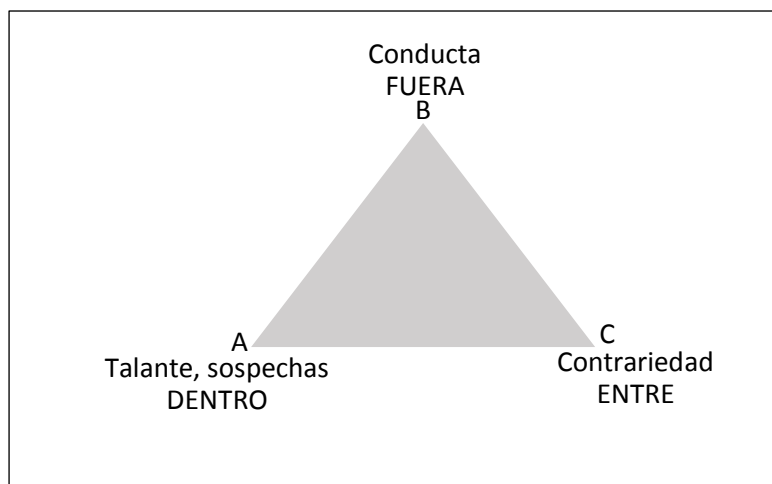 Conducta
FUERA
B
A
Talante, sospechas
DENTRO
C
Contrariedad
ENTRE